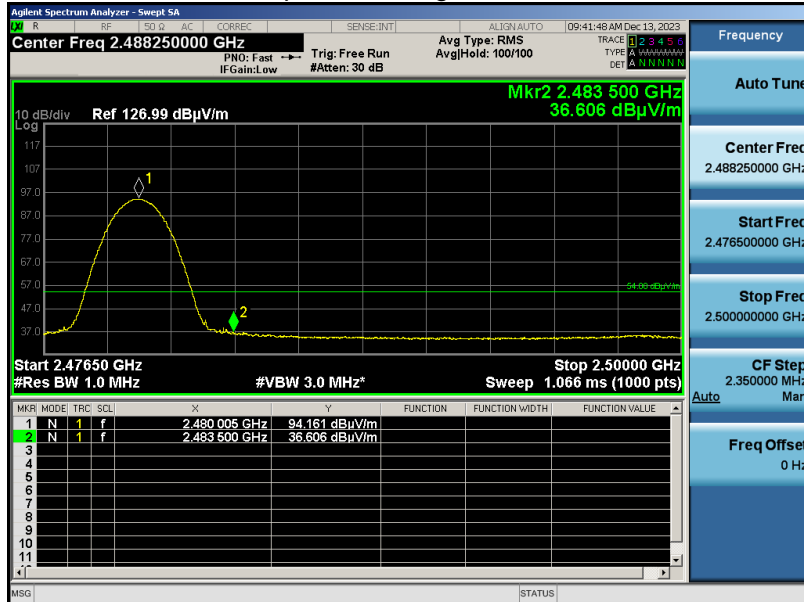 Agilent Spectrum Analyzer - Swept SA
LXI R RF 50 Ω AC CORREC SENSE:INT ALIGN AUTO 09:41:48 AM Dec 13, 2023
Center Freq 2.488250000 GHz
PNO: Fast
IFGain:Low
Trig: Free Run
#Atten: 30 dB
Avg Type: RMS
Avg|Hold: 100/100
TRACE 1 2 3 4 5 6
TYPE A
DET A N N N N N
Mkr2 2.483 500 GHz
36.606 dBµV/m
10 dB/div Ref 126.99 dBµV/m
Log
117
107
97.0
87.0
77.0
67.0
57.0
47.0
37.0
1
2
54.00 dBµV/m
Start 2.47650 GHz Stop 2.50000 GHz
#Res BW 1.0 MHz #VBW 3.0 MHz* Sweep 1.066 ms (1000 pts)
MKR MODE TRC SCL X Y FUNCTION FUNCTION WIDTH FUNCTION VALUE
1 N 1 f 2.480 005 GHz 94.161 dBµV/m
2 N 1 f 2.483 500 GHz 36.606 dBµV/m
3
4
5
6
7
8
9
10
11
MSG STATUS
Frequency
Auto Tune
Center Freq
2.488250000 GHz
Start Freq
2.476500000 GHz
Stop Freq
2.500000000 GHz
CF Step
2.350000 MHz
Auto Man
Freq Offset
0 Hz